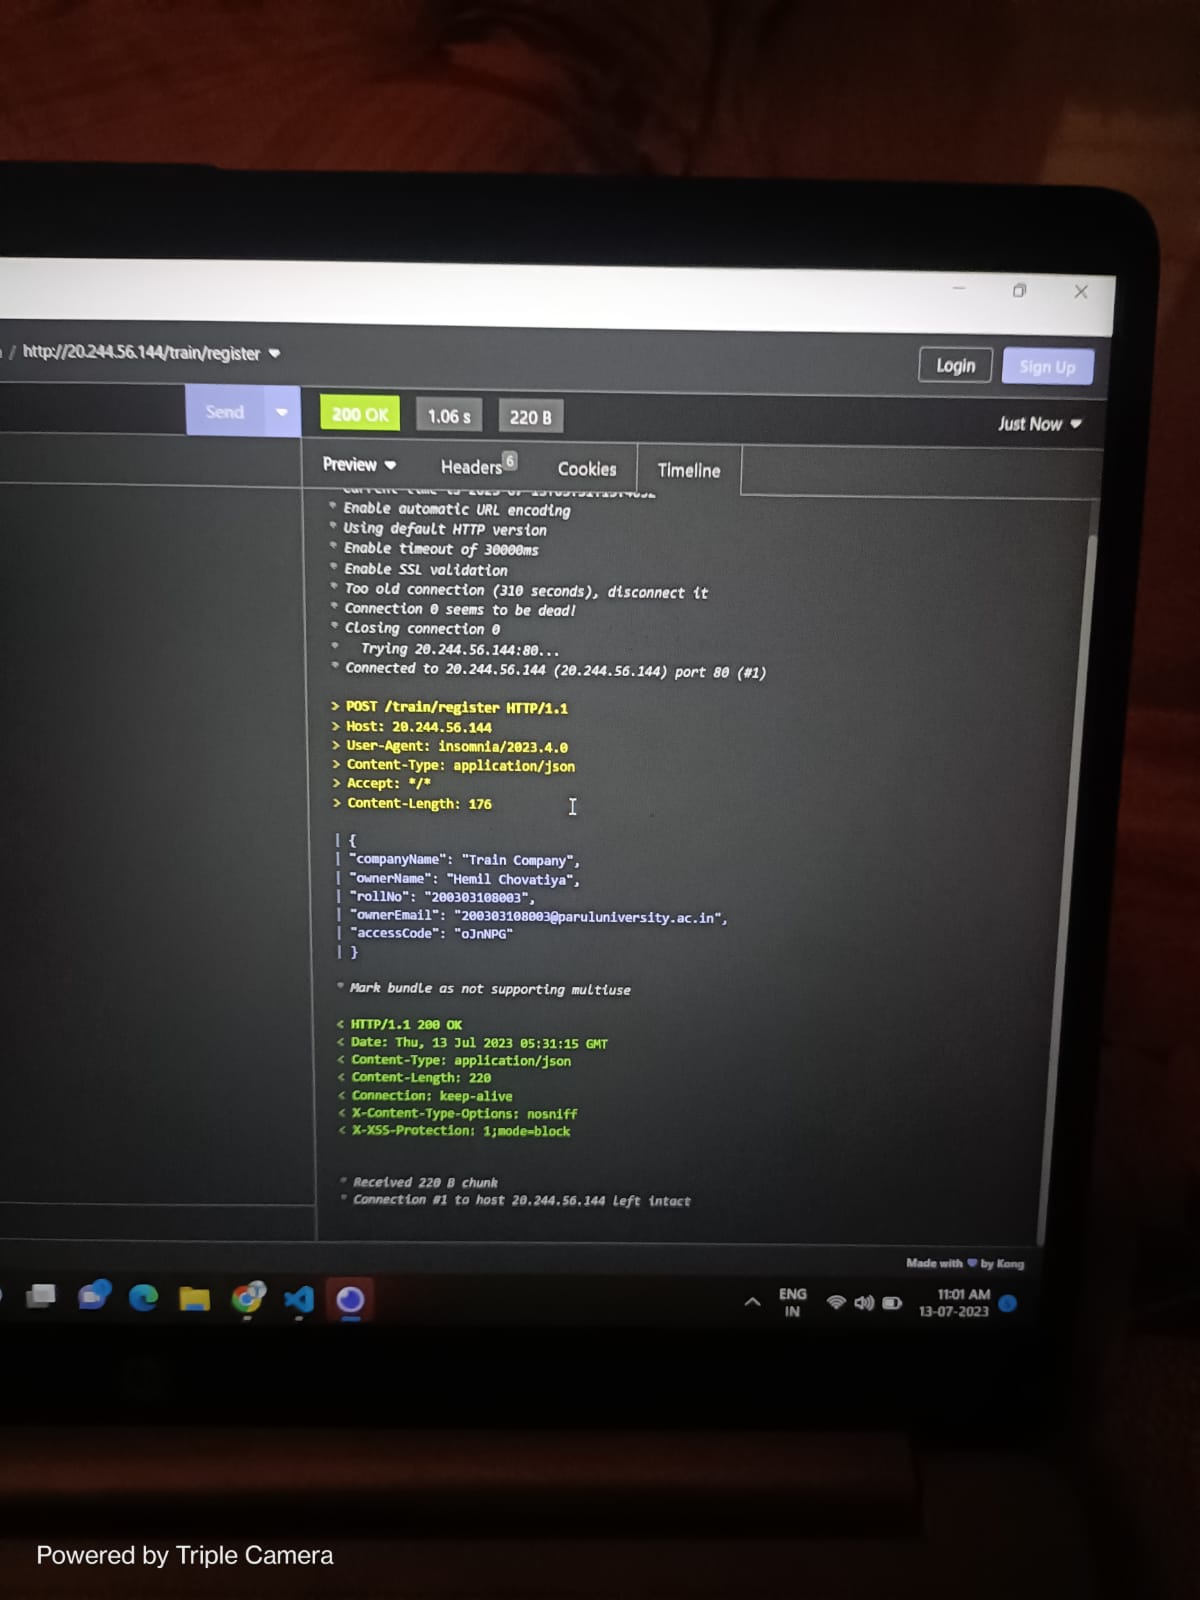 / http://20.244.56.144/train/register
Login
Sign Up
Send
200 OK
1.06 s
220 B
Just Now
Preview
Headers 6
Cookies
Timeline
* Enable automatic URL encoding
* Using default HTTP version
* Enable timeout of 30000ms
* Enable SSL validation
* Too old connection (310 seconds), disconnect it
* Connection 0 seems to be dead!
* Closing connection 0
* Trying 20.244.56.144:80...
* Connected to 20.244.56.144 (20.244.56.144) port 80 (#1)
> POST /train/register HTTP/1.1
> Host: 20.244.56.144
> User-Agent: insomnia/2023.4.0
> Content-Type: application/json
> Accept: */*
> Content-Length: 176
| {
| "companyName": "Train Company",
| "ownerName": "Hemil Chovatiya",
| "rollNo": "200303108003",
| "ownerEmail": "200303108003@paruluniversity.ac.in",
| "accessCode": "oJnNPG"
| }
* Mark bundle as not supporting multiuse
< HTTP/1.1 200 OK
< Date: Thu, 13 Jul 2023 05:31:15 GMT
< Content-Type: application/json
< Content-Length: 220
< Connection: keep-alive
< X-Content-Type-Options: nosniff
< X-XSS-Protection: 1;mode=block
* Received 220 B chunk
* Connection #1 to host 20.244.56.144 left intact
Made with by Kong
ENG
IN
11:01 AM
13-07-2023
Powered by Triple Camera